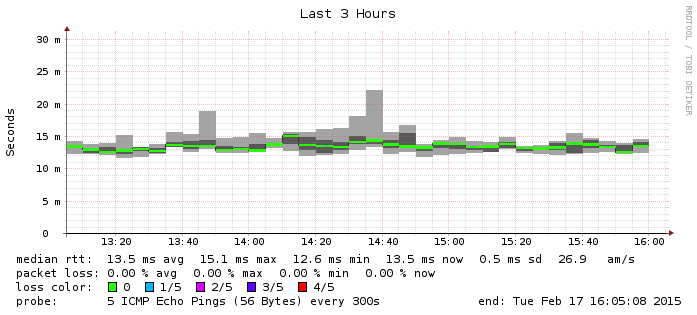 Last 3 Hours
RRDTOOL / TOBI OETIKER
Seconds
30 m
25 m
20 m
15 m
10 m
5 m
0
13:20 13:40 14:00 14:20 14:40 15:00 15:20 15:40 16:00
median rtt: 13.5 ms avg 15.1 ms max 12.6 ms min 13.5 ms now 0.5 ms sd 26.9 am/s
packet loss: 0.00 % avg 0.00 % max 0.00 % min 0.00 % now
loss color: 0 1/5 2/5 3/5 4/5
probe: 5 ICMP Echo Pings (56 Bytes) every 300s end: Tue Feb 17 16:05:08 2015